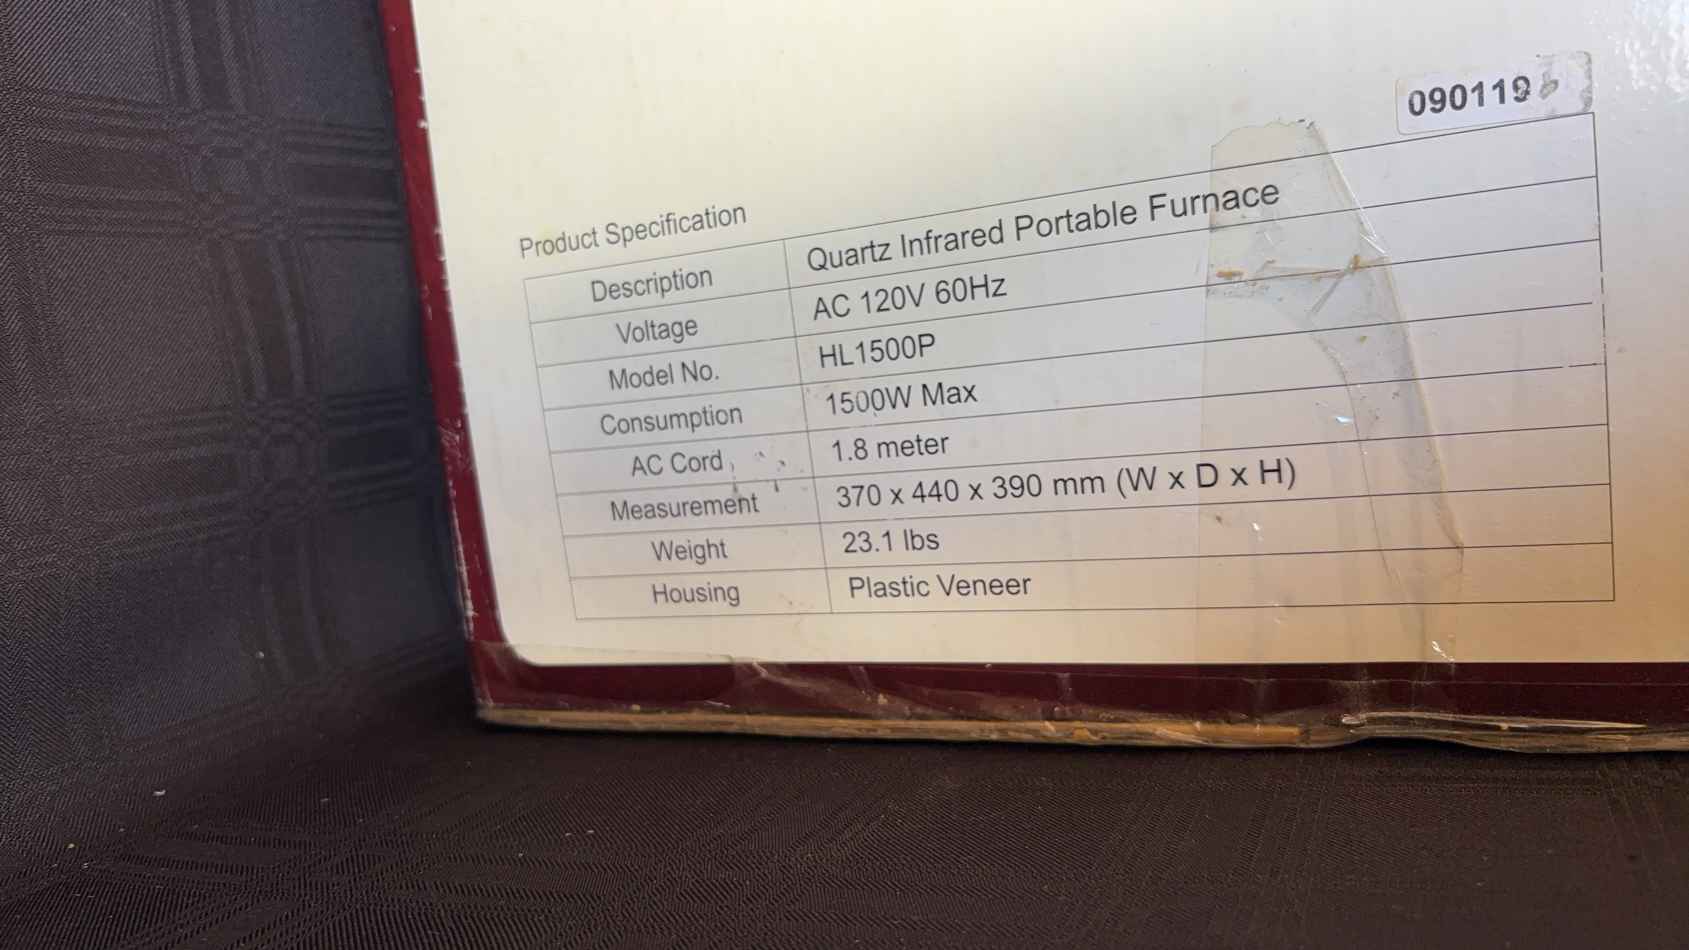 090119
Product Specification
Description Quartz Infrared Portable Furnace
Voltage AC 120V 60Hz
Model No. HL1500P
Consumption 1500W Max
AC Cord 1.8 meter
Measurement 370 x 440 x 390 mm (W x D x H)
Weight 23.1 lbs
Housing Plastic Veneer